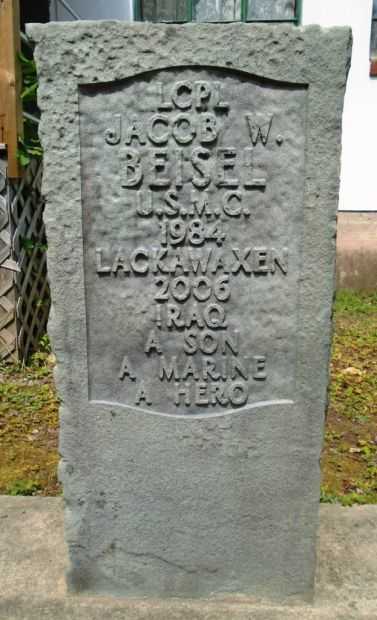 LCPL
JACOB W.
BEISEL
U.S.M.C.
1984
LACKAWAXEN
2006
IRAQ
A SON
A MARINE
A HERO